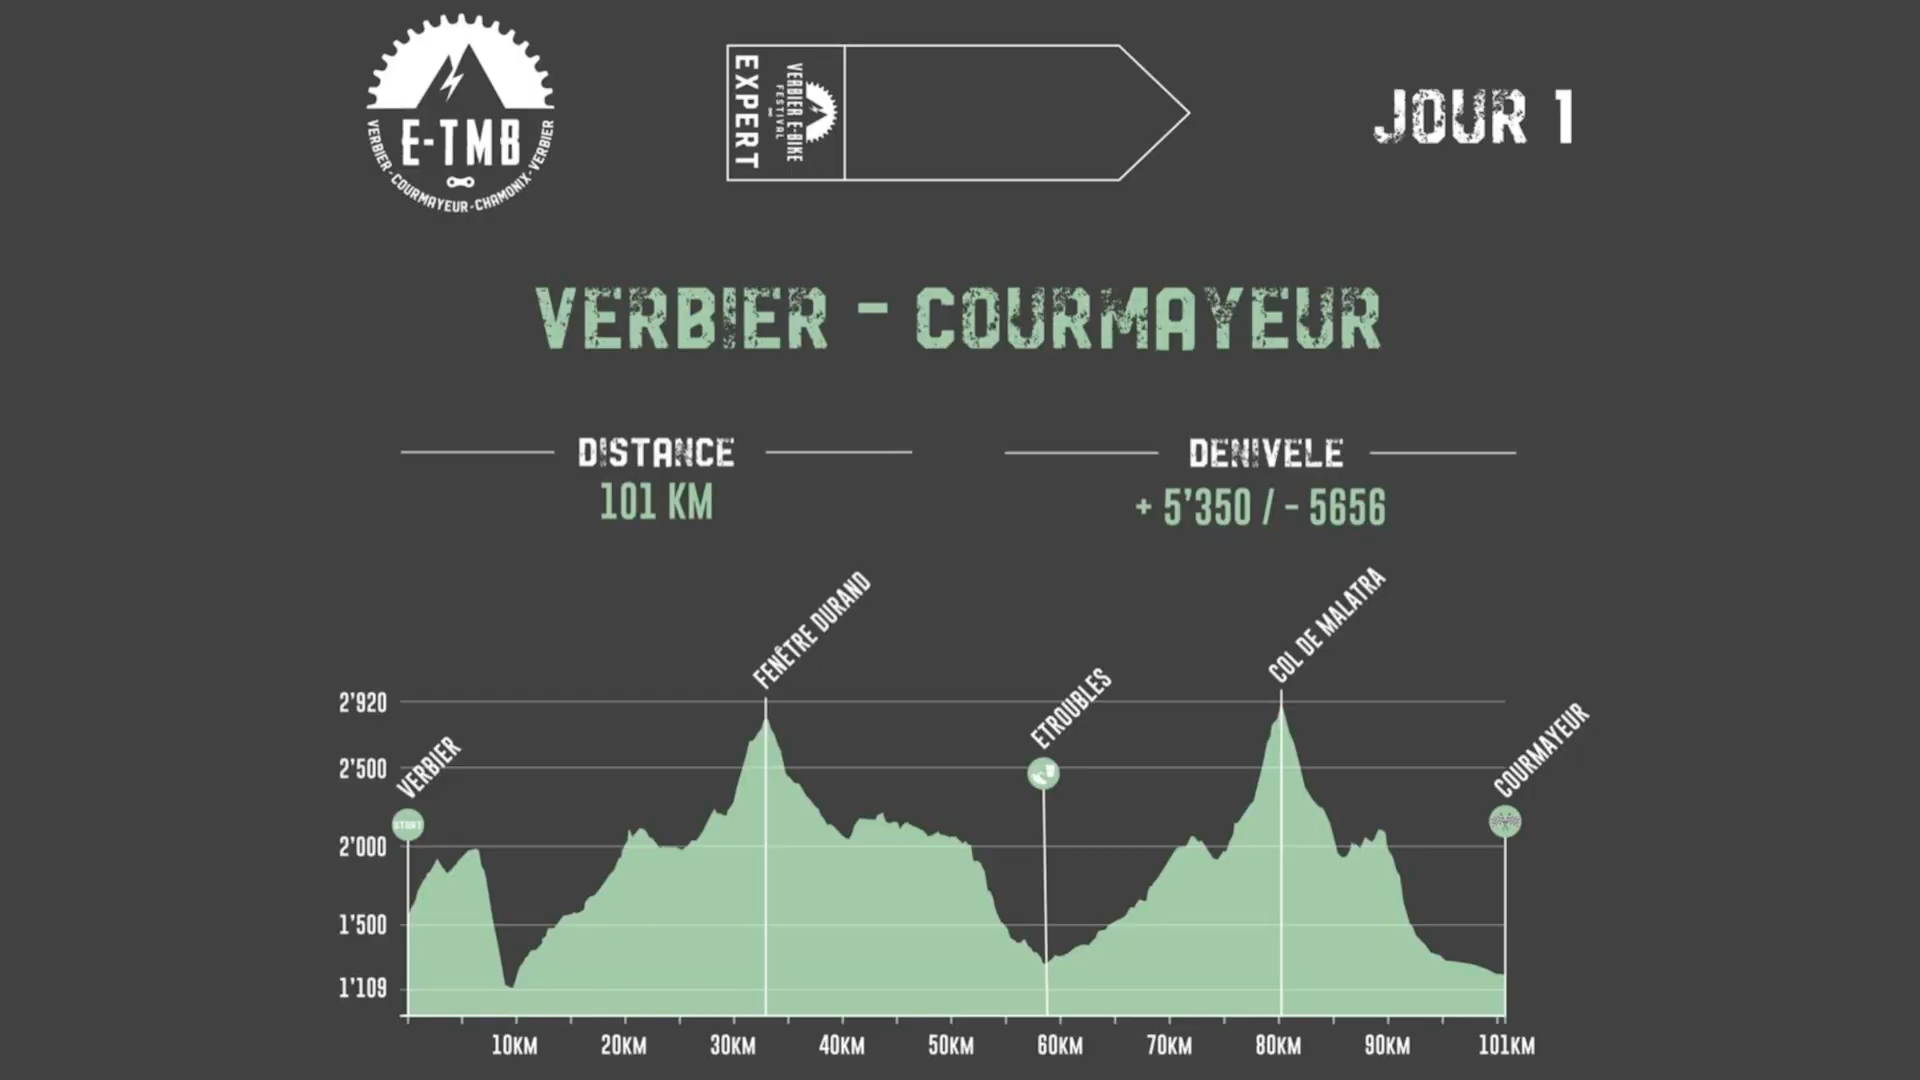 E-TMB
VERBIER-COURMAYEUR-CHAMONIX-VERBIER
EXPERT
VERBIER E-BIKE
FESTIVAL
JOUR 1
VERBIER - COURMAYEUR
DISTANCE
101 KM
DENIVELE
+ 5'350 / - 5656
VERBIER
FENÊTRE DURAND
ETROUBLES
COL DE MALATRA
COURMAYEUR
START
2'920
2'500
2'000
1'500
1'109
10KM 20KM 30KM 40KM 50KM 60KM 70KM 80KM 90KM 101KM